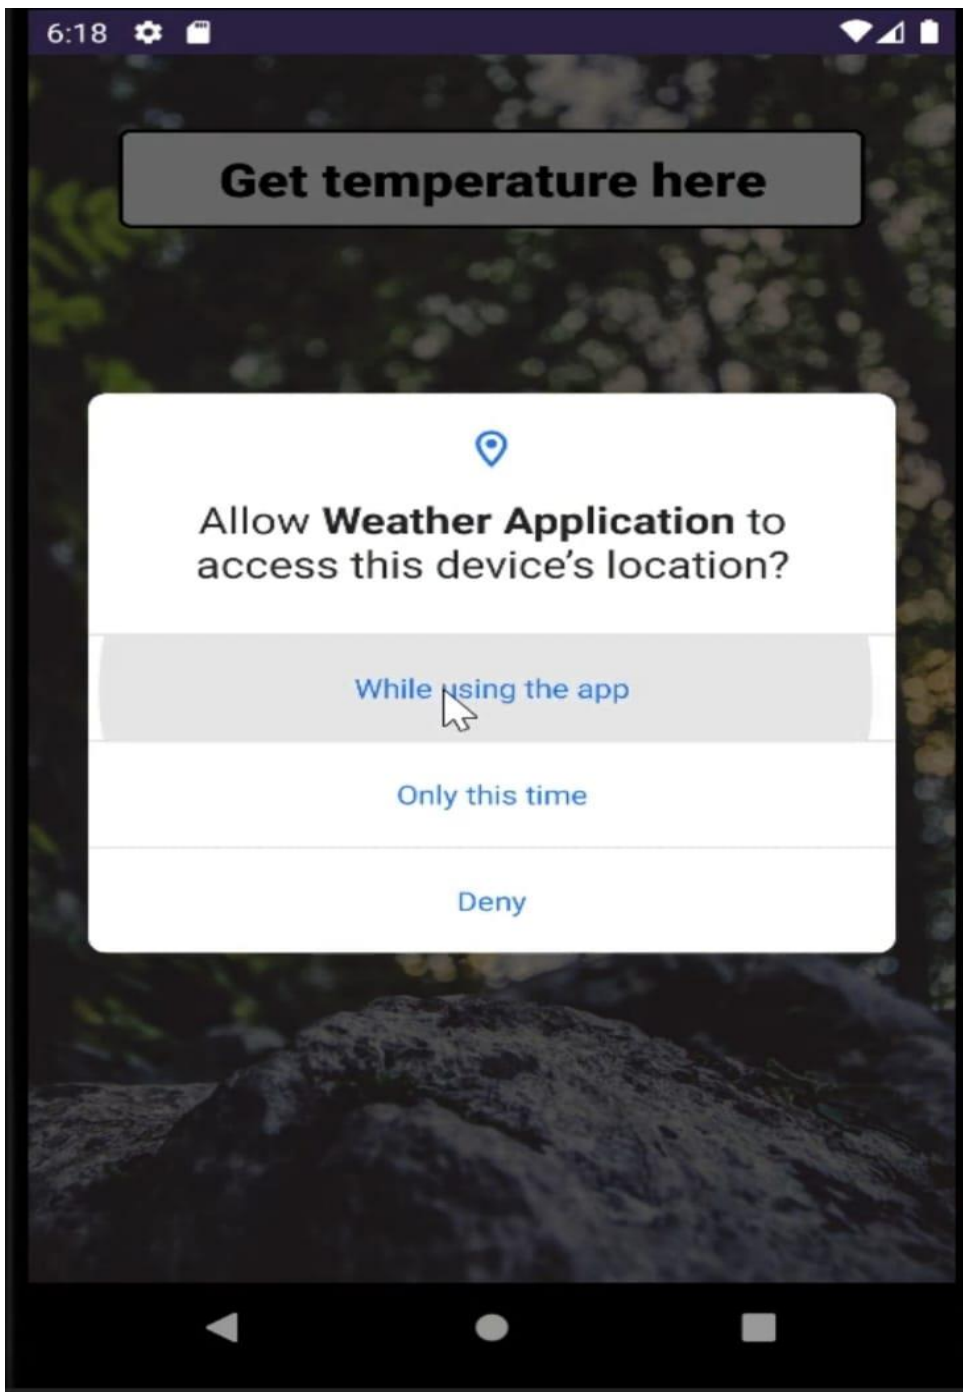 6:18
Get temperature here
Allow Weather Application to
access this device's location?
While using the app
Only this time
Deny